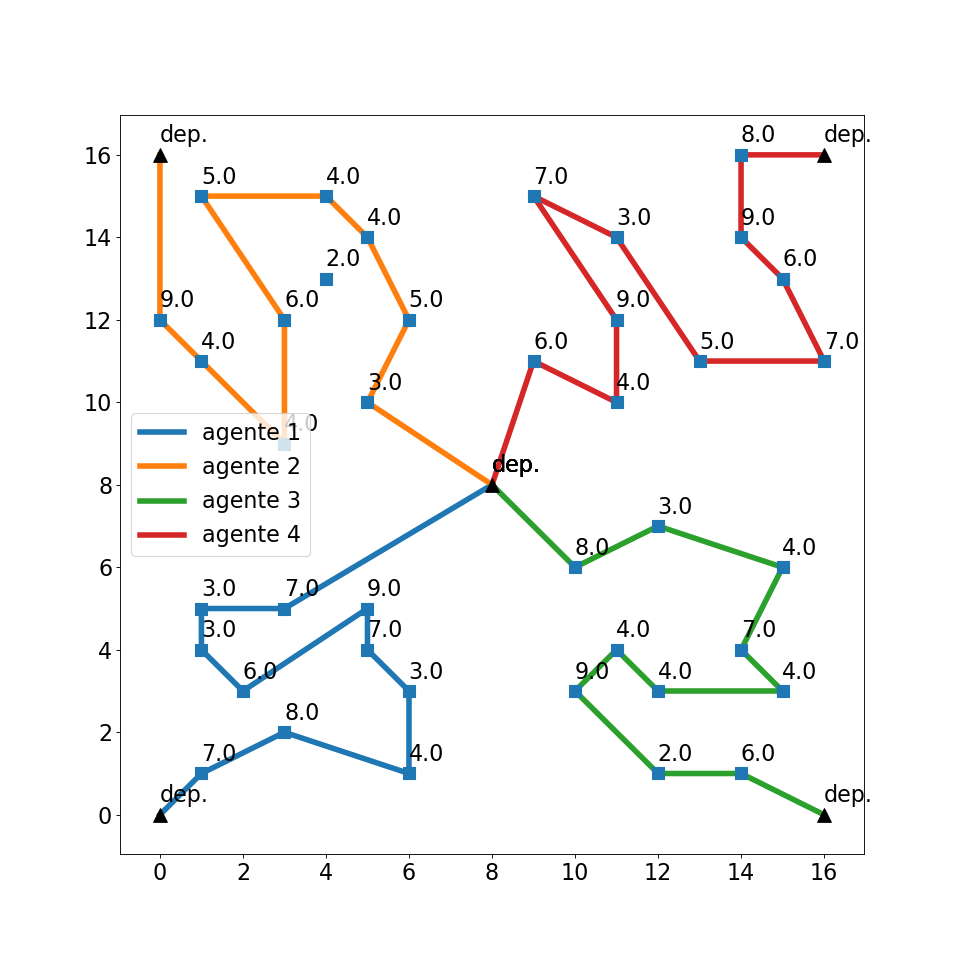 dep. 8.0 dep.
16
5.0 4.0 7.0
4.0 3.0 9.0
14
2.0 6.0
9.0 6.0 5.0 9.0
12
4.0 6.0 5.0 7.0
3.0 4.0
10
4.0
agente 1
agente 2
dep.
8
agente 3
3.0
agente 4
8.0 4.0
6
3.0 7.0 9.0
3.0 7.0 4.0 7.0
4
6.0 3.0 9.0 4.0 4.0
8.0
2
7.0 4.0 2.0 6.0
dep. dep.
0
0 2 4 6 8 10 12 14 16